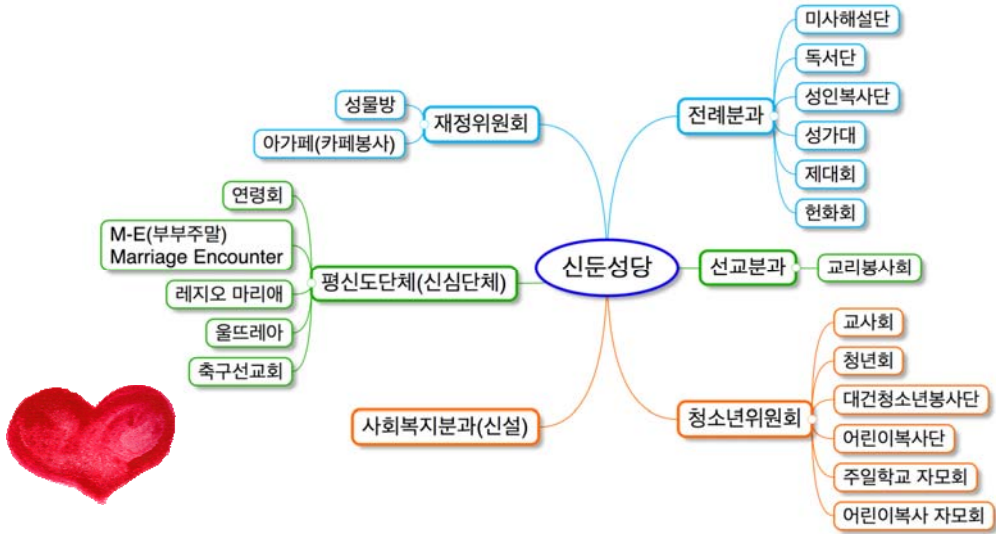 신둔성당
전례분과
미사해설단
독서단
성인복사단
성가대
제대회
헌화회
선교분과
교리봉사회
청소년위원회
교사회
청년회
대건청소년봉사단
어린이복사단
주일학교 자모회
어린이복사 자모회
재정위원회
성물방
아가페(카페봉사)
평신도단체(신심단체)
연령회
M-E(부부주말)
Marriage Encounter
레지오 마리애
울뜨레아
축구선교회
사회복지분과(신설)